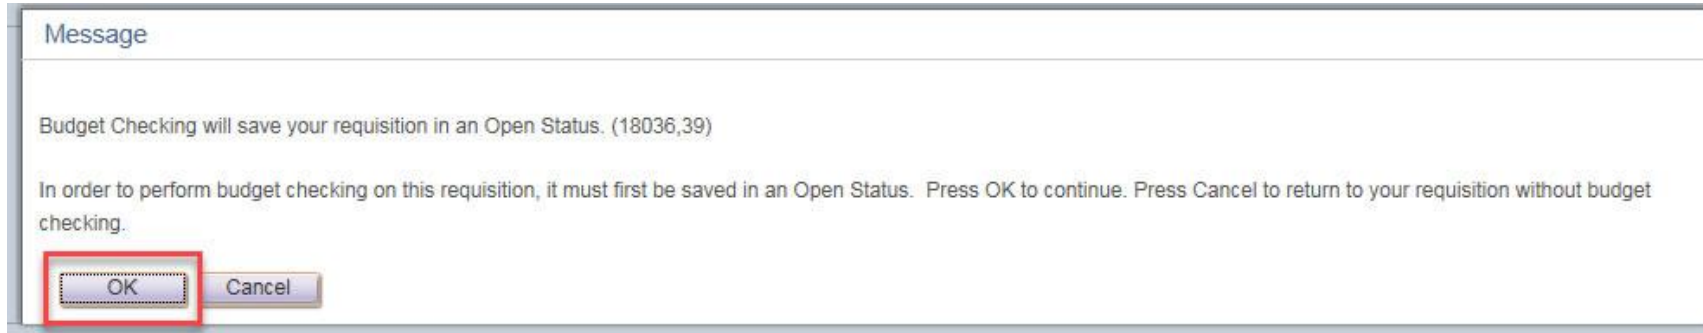 Message
Budget Checking will save your requisition in an Open Status. (18036,39)
In order to perform budget checking on this requisition, it must first be saved in an Open Status.  Press OK to continue. Press Cancel to return to your requisition without budget
checking.
OK Cancel